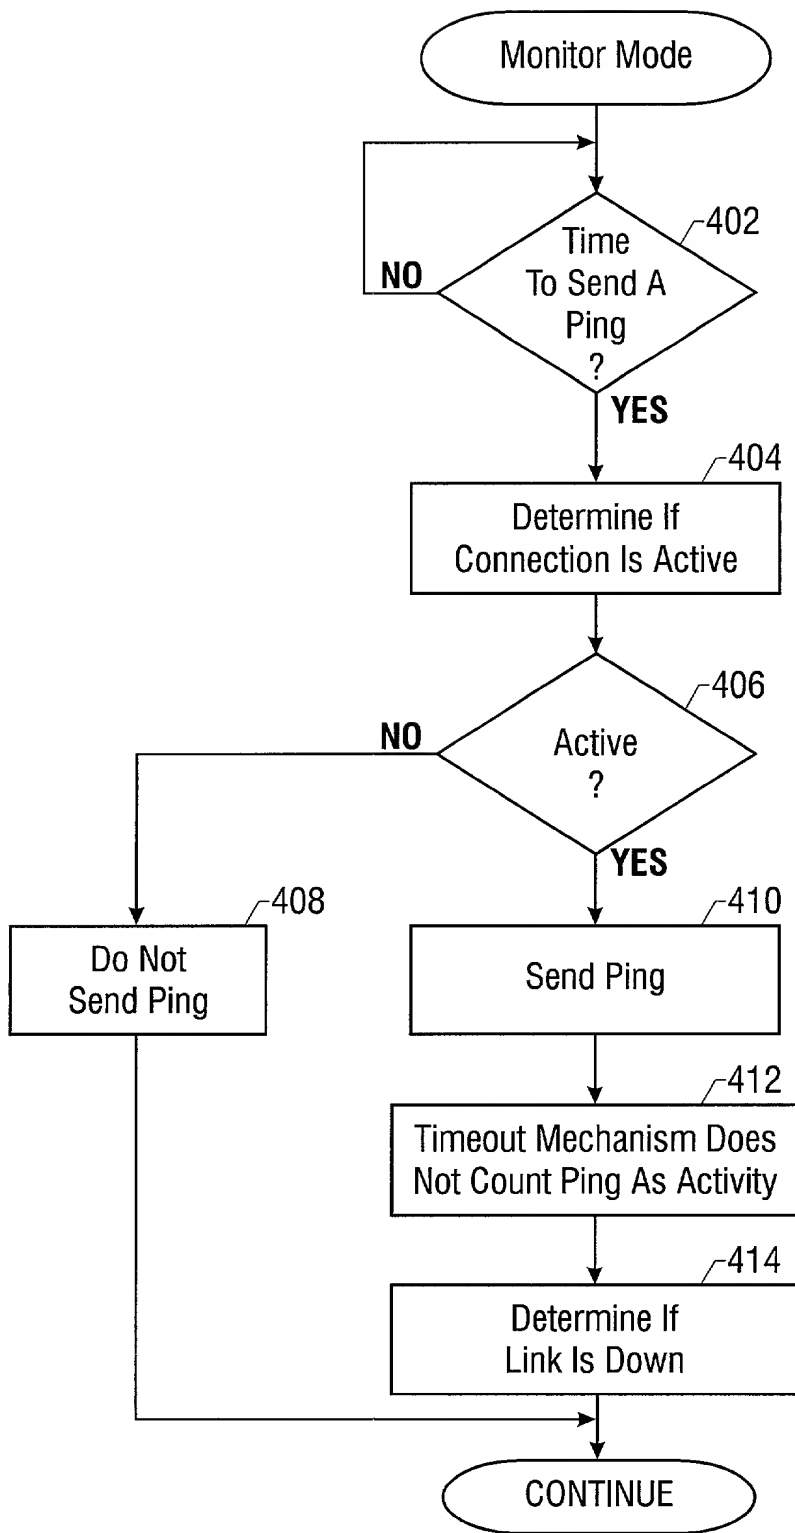 Monitor Mode
402
Time
To Send A
Ping
?
NO
YES
404
Determine If
Connection Is Active
406
Active
?
NO
YES
408
Do Not
Send Ping
410
Send Ping
412
Timeout Mechanism Does
Not Count Ping As Activity
414
Determine If
Link Is Down
CONTINUE